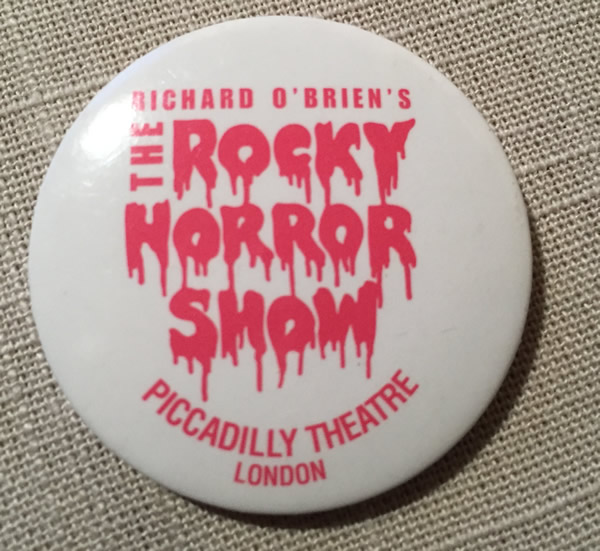 RICHARD O'BRIEN'S
THE ROCKY
HORROR
SHOW
PICCADILLY THEATRE
LONDON